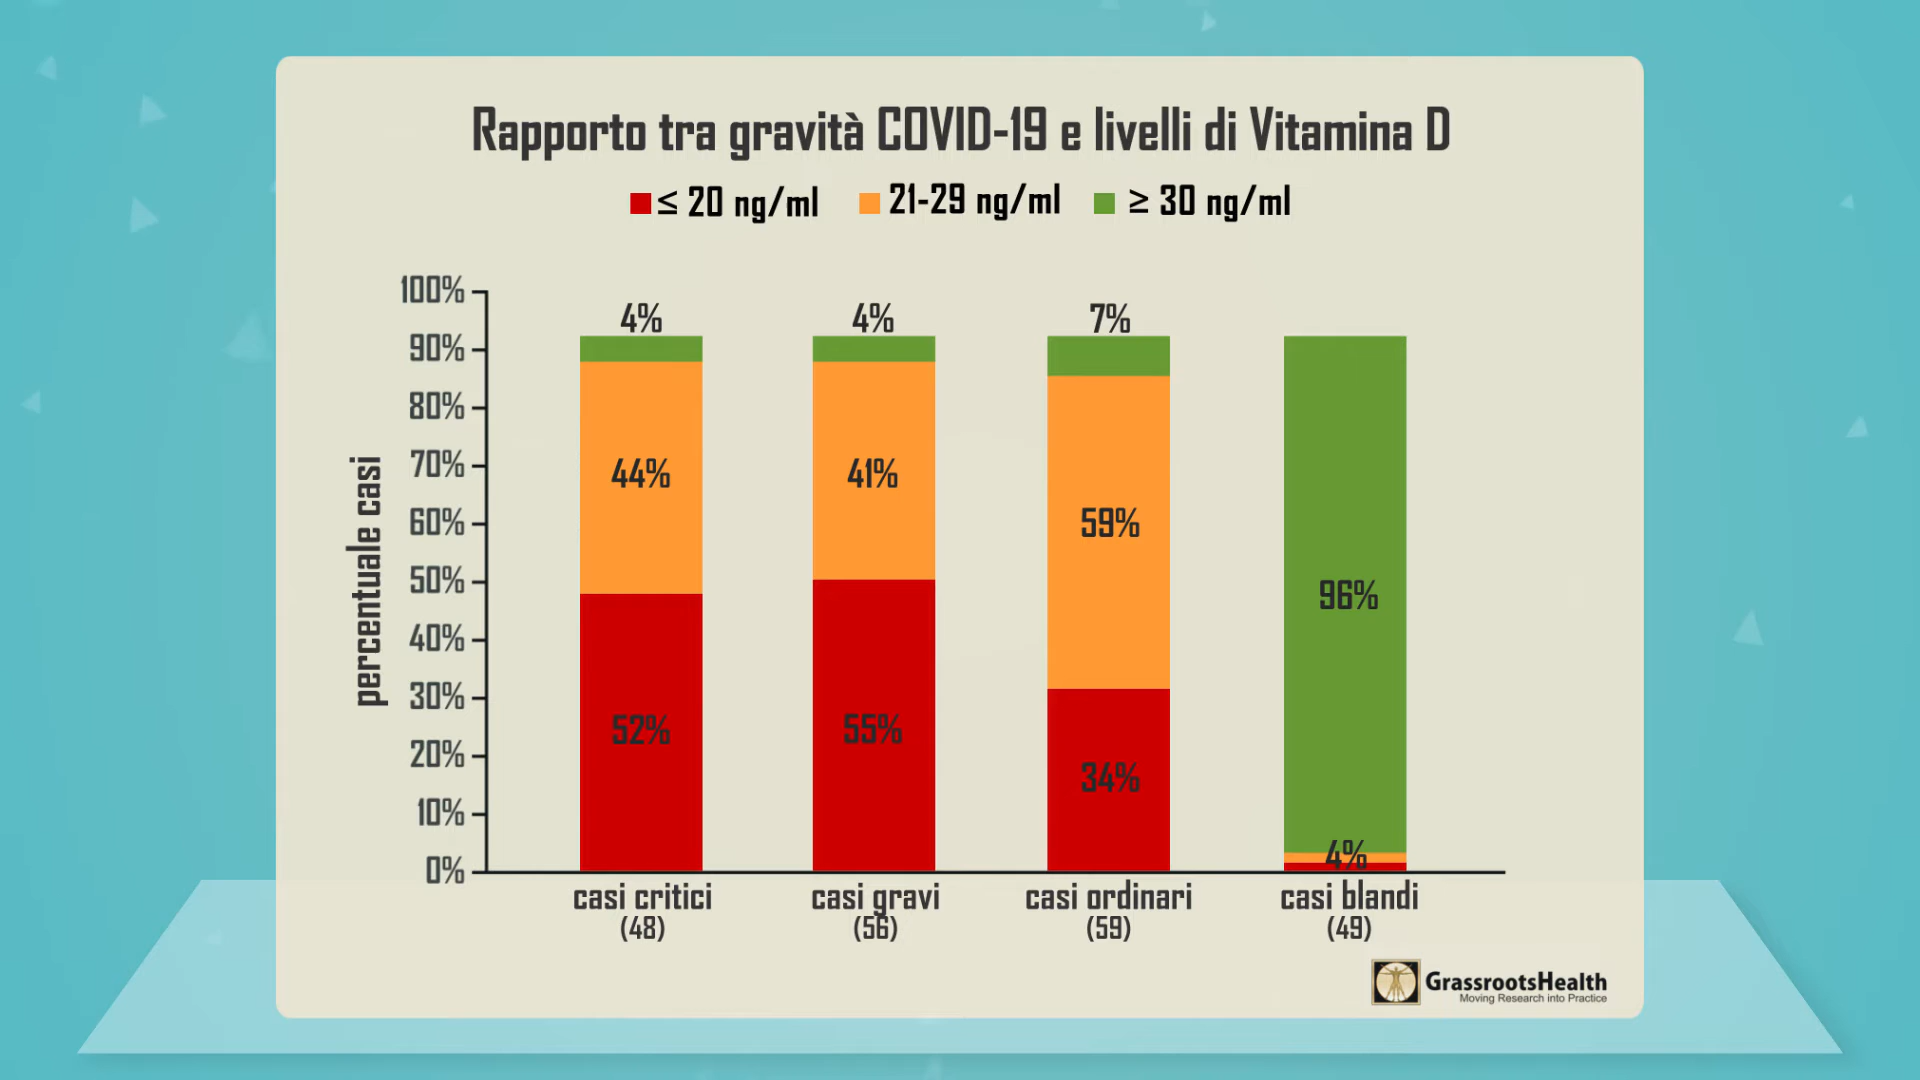 Rapporto tra gravità COVID-19 e livelli di Vitamina D
≤ 20 ng/ml 21-29 ng/ml ≥ 30 ng/ml
100%
90%
80%
70%
60%
50%
40%
30%
20%
10%
0%
percentuale casi
4%
44%
52%
4%
41%
55%
7%
59%
34%
96%
4%
casi critici
(48)
casi gravi
(56)
casi ordinari
(59)
casi blandi
(49)
GrassrootsHealth
Moving Research into Practice